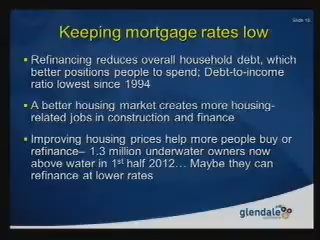 Slide 16
Keeping mortgage rates low
• Refinancing reduces overall household debt, which
better positions people to spend; Debt-to-income
ratio lowest since 1994
• A better housing market creates more housing-
related jobs in construction and finance
• Improving housing prices help more people buy or
refinance– 1.3 million underwater owners now
above water in 1st half 2012… Maybe they can
refinance at lower rates
glendale